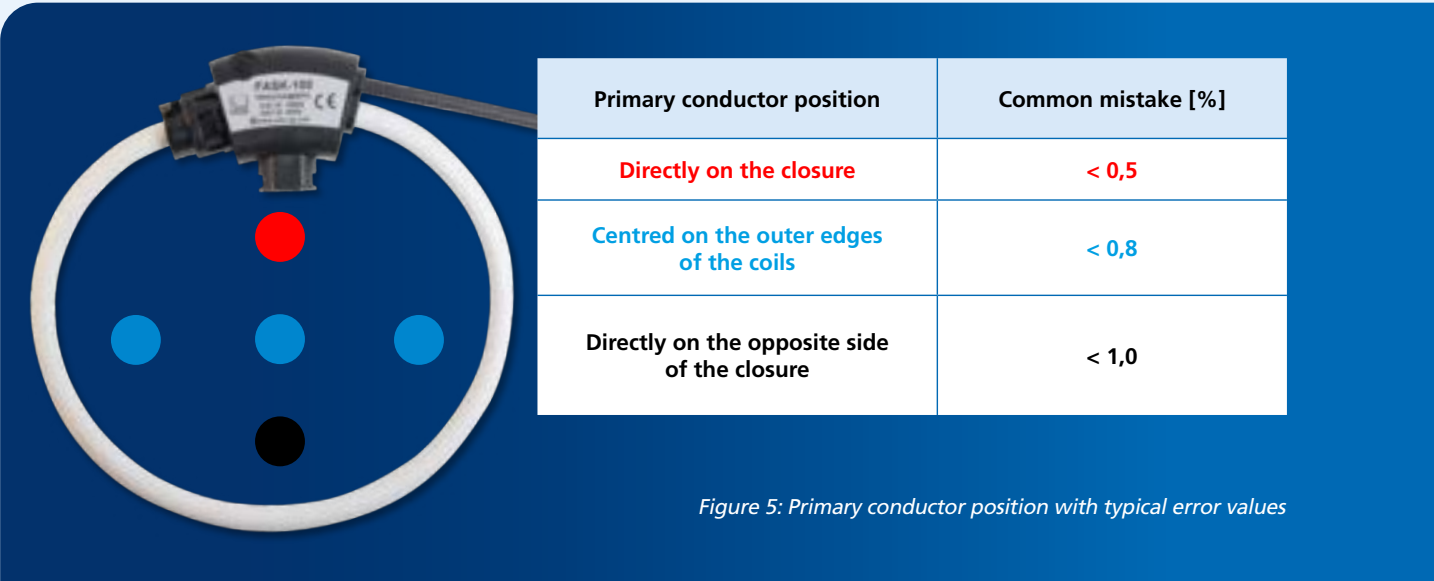 FASK-100
CE
Primary conductor position
Common mistake [%]
Directly on the closure
< 0,5
Centred on the outer edges
of the coils
< 0,8
Directly on the opposite side
of the closure
< 1,0
Figure 5: Primary conductor position with typical error values